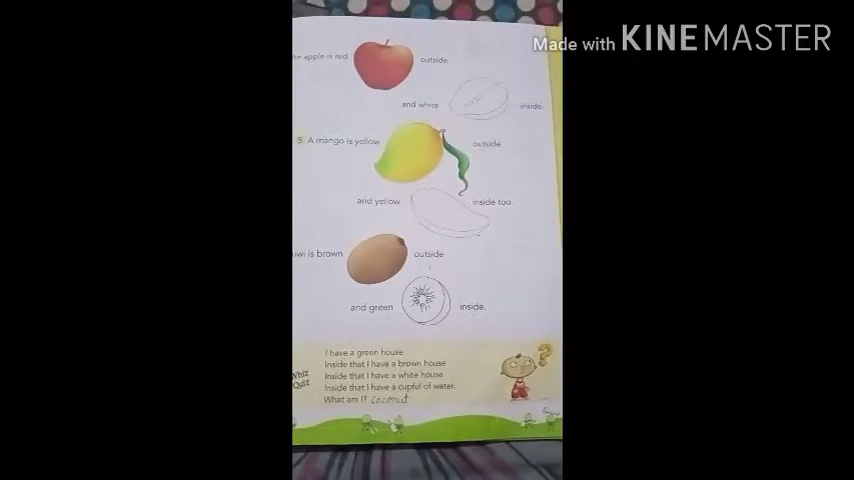 Made with KINEMASTER
An apple is red outside
and white inside.
5 A mango is yellow outside
and yellow inside too.
iwi is brown outside
and green inside.
I have a green house
Inside that I have a brown house
Whiz Quiz
Inside that I have a white house
Inside that I have a cupful of water.
What am I? coconut